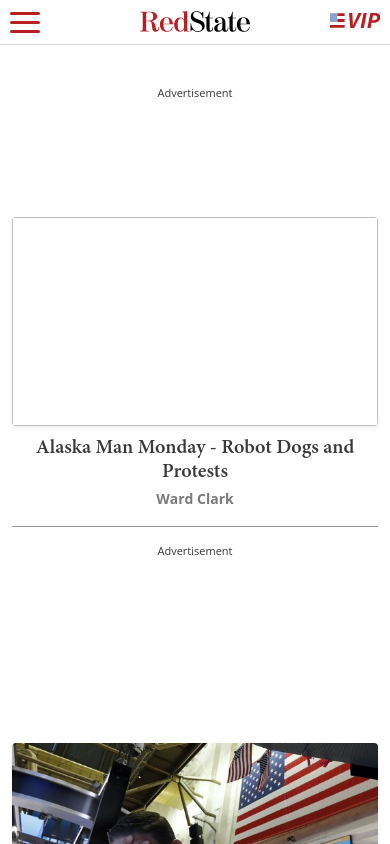 RedState
VIP
Advertisement
Alaska Man Monday - Robot Dogs and
Protests
Ward Clark
Advertisement